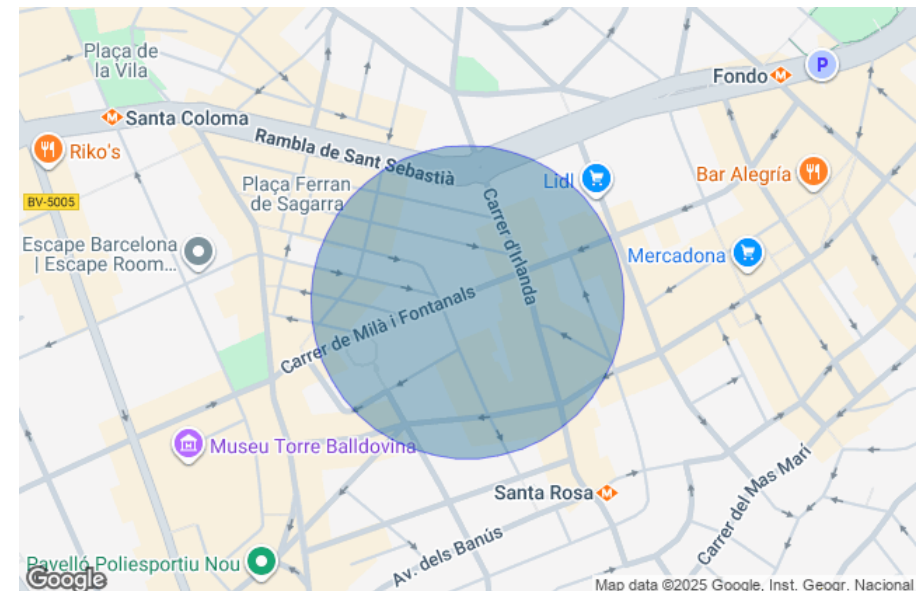 Plaça de
la Vila
Fondo
P
Santa Coloma
Riko's
Rambla de Sant Sebastià
Lidl
Bar Alegría
Plaça Ferran
de Sagarra
BV-5005
Carrer d'Irlanda
Escape Barcelona
| Escape Room...
Mercadona
Carrer de Milà i Fontanals
Museu Torre Balldovina
Santa Rosa
Carrer del Mas Marí
Av. dels Banús
Pavelló Poliesportiu Nou
Google
Map data ©2025 Google, Inst. Geogr. Nacional